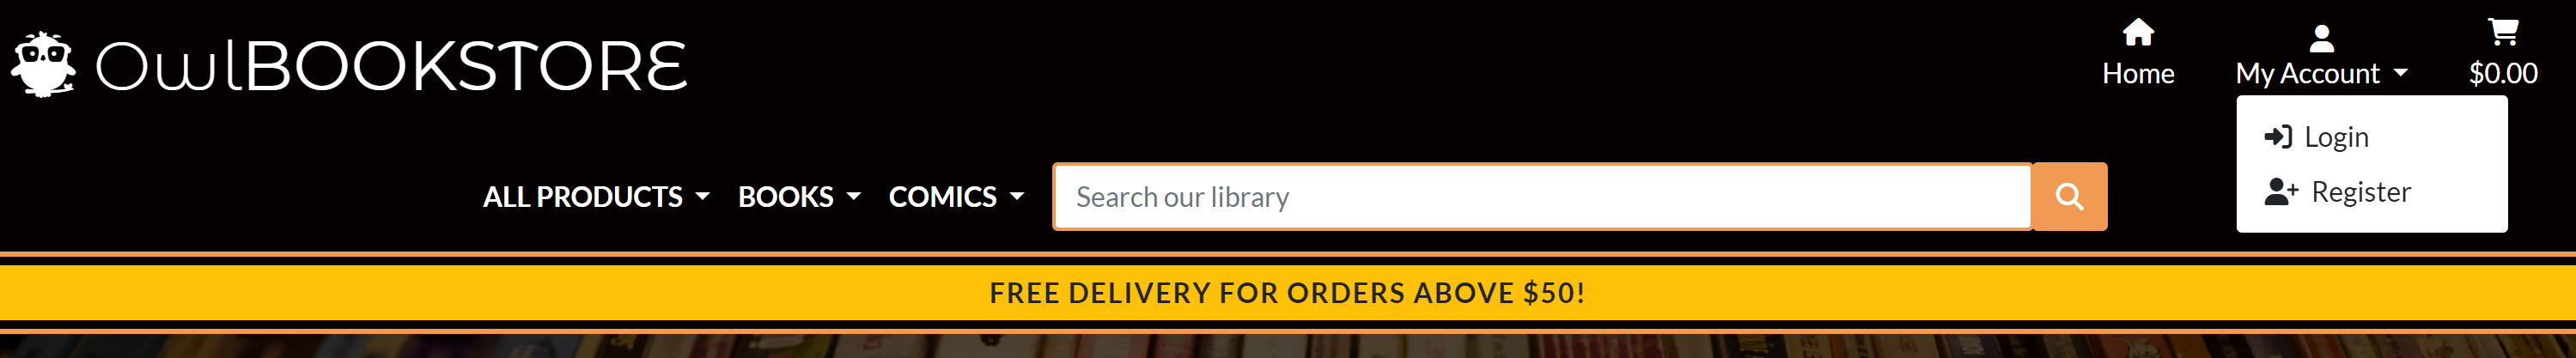 OwlBOOKSTORE
Home
My Account
$0.00
Login
Register
ALL PRODUCTS BOOKS COMICS Search our library
FREE DELIVERY FOR ORDERS ABOVE $50!